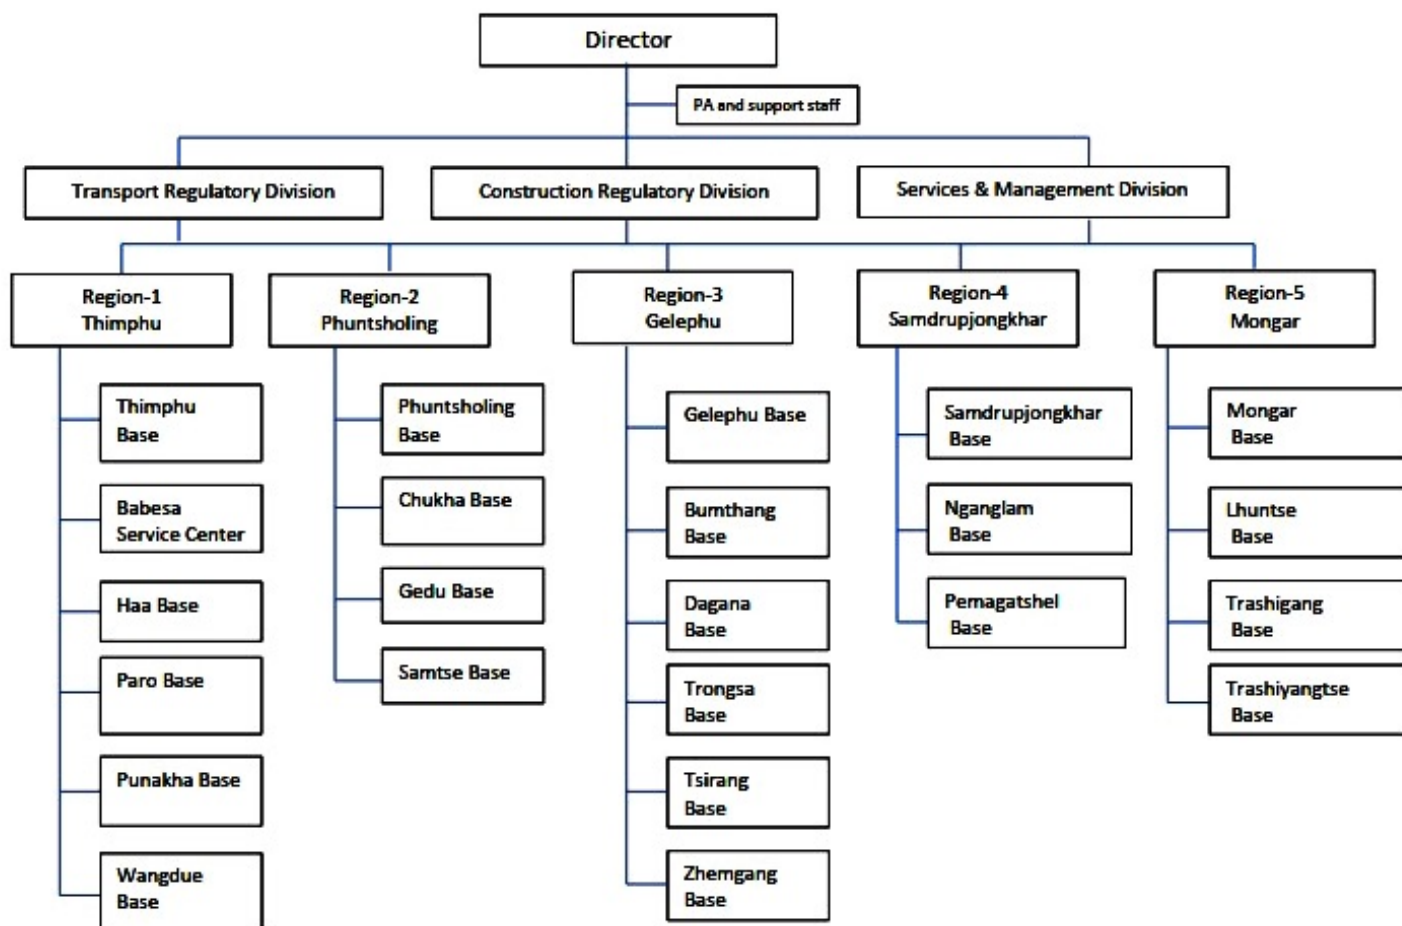 Director
PA and support staff
Transport Regulatory Division
Construction Regulatory Division
Services & Management Division
Region-1
Thimphu
Region-2
Phuntsholing
Region-3
Gelephu
Region-4
Samdrupjongkhar
Region-5
Mongar
Thimphu
Base
Babesa
Service Center
Haa Base
Paro Base
Punakha Base
Wangdue
Base
Phuntsholing
Base
Chukha Base
Gedu Base
Samtse Base
Gelephu Base
Bumthang
Base
Dagana
Base
Trongsa
Base
Tsirang
Base
Zhemgang
Base
Samdrupjongkhar
Base
Nganglam
Base
Pemagatshel
Base
Mongar
Base
Lhuntse
Base
Trashigang
Base
Trashiyangtse
Base